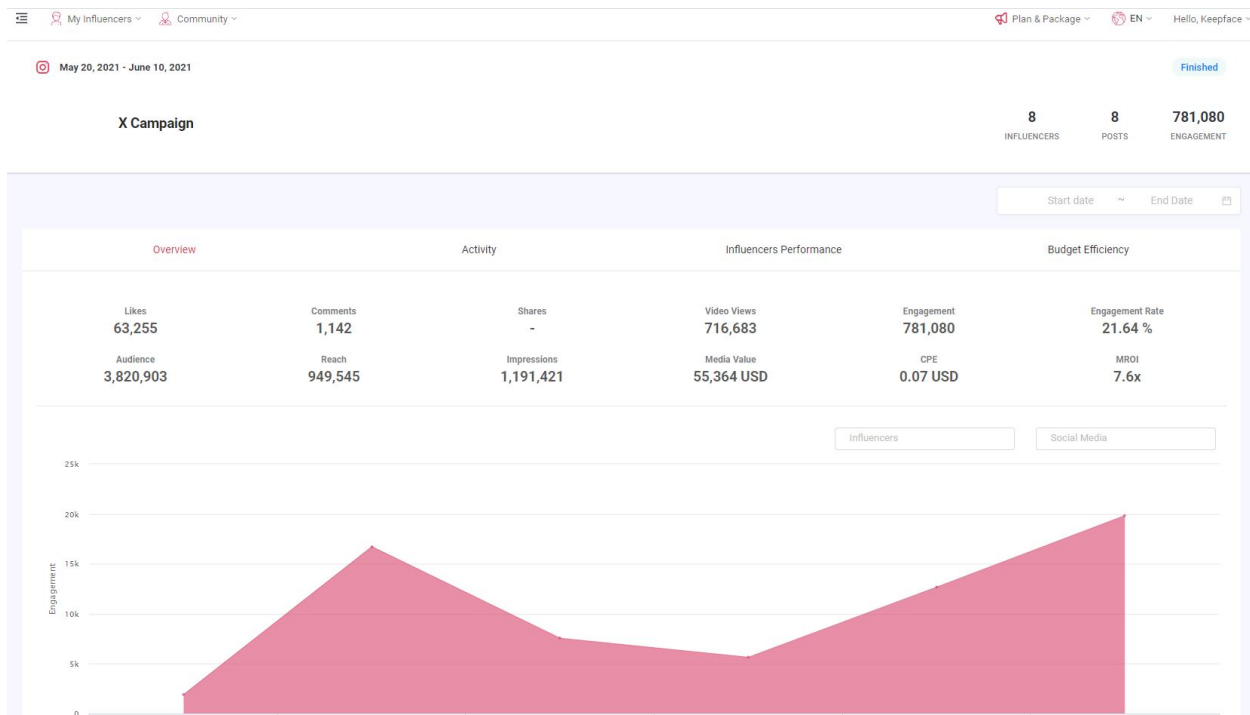 My Influencers Community Plan & Package EN Hello, Keepface
May 20, 2021 - June 10, 2021 Finished
X Campaign
8 8 781,080
INFLUENCERS POSTS ENGAGEMENT
Start date ~ End Date
Overview Activity Influencers Performance Budget Efficiency
Likes Comments Shares Video Views Engagement Engagement Rate
63,255 1,142 - 716,683 781,080 21.64 %
Audience Reach Impressions Media Value CPE MROI
3,820,903 949,545 1,191,421 55,364 USD 0.07 USD 7.6x
Influencers Social Media
25k
20k
15k
Engagement
10k
5k
0